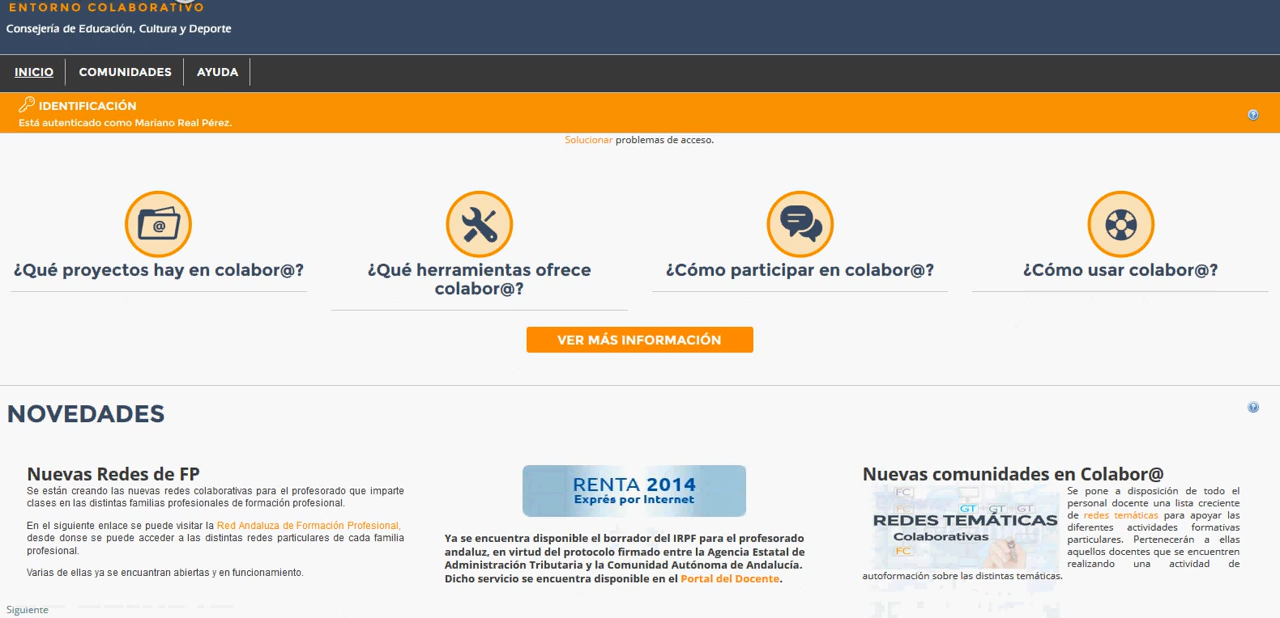 ENTORNO COLABORATIVO
Consejería de Educación, Cultura y Deporte
INICIO
COMUNIDADES
AYUDA
IDENTIFICACIÓN
Está autenticado como Mariano Real Pérez.
Solucionar problemas de acceso.
@
¿Qué proyectos hay en colabor@?
¿Qué herramientas ofrece
colabor@?
¿Cómo participar en colabor@?
¿Cómo usar colabor@?
VER MÁS INFORMACIÓN
NOVEDADES
Nuevas Redes de FP
Se están creando las nuevas redes colaborativas para el profesorado que imparte
clases en las distintas familias profesionales de formación profesional.
En el siguiente enlace se puede visitar la Red Andaluza de Formación Profesional,
desde donse se puede acceder a las distintas redes particulares de cada familia
profesional.
Varias de ellas ya se encuantran abiertas y en funcionamiento.
RENTA 2014
Exprés por Internet
Ya se encuentra disponible el borrador del IRPF para el profesorado
andaluz, en virtud del protocolo firmado entre la Agencia Estatal de
Administración Tributaria y la Comunidad Autónoma de Andalucía.
Dicho servicio se encuentra disponible en el Portal del Docente.
Nuevas comunidades en Colabor@
FC
GT GT GT
REDES TEMÁTICAS
Colaborativas
FC
Se pone a disposición de todo el
personal docente una lista creciente
de redes temáticas para apoyar las
diferentes actividades formativas
particulares. Pertenecerán a ellas
aquellos docentes que se encuentren
realizando una actividad de
autoformación sobre las distintas temáticas.
Siguiente